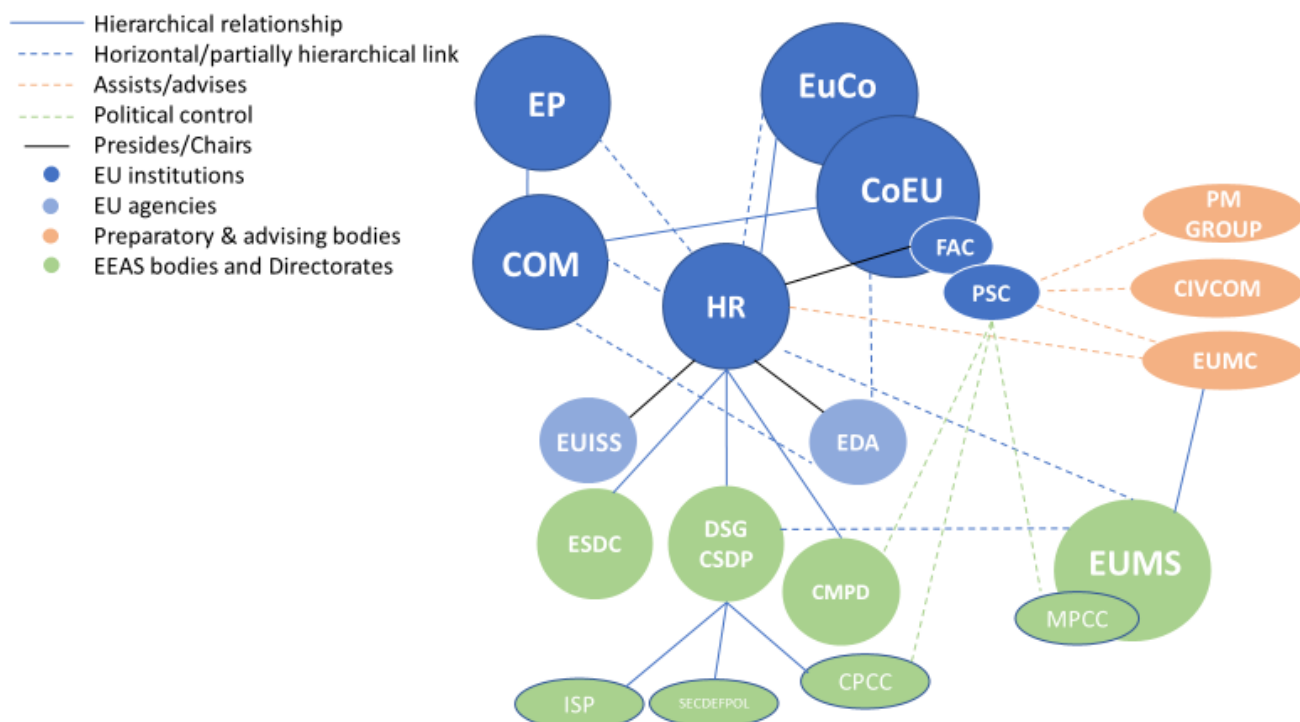 Hierarchical relationship
Horizontal/partially hierarchical link
Assists/advises
Political control
Presides/Chairs
EU institutions
EU agencies
Preparatory & advising bodies
EEAS bodies and Directorates
EP
EuCo
CoEU
COM
FAC
PSC
HR
PM
GROUP
CIVCOM
EUMC
EUISS
EDA
ESDC
DSG
CSDP
CMPD
EUMS
MPCC
ISP
SECDEFPOL
CPCC